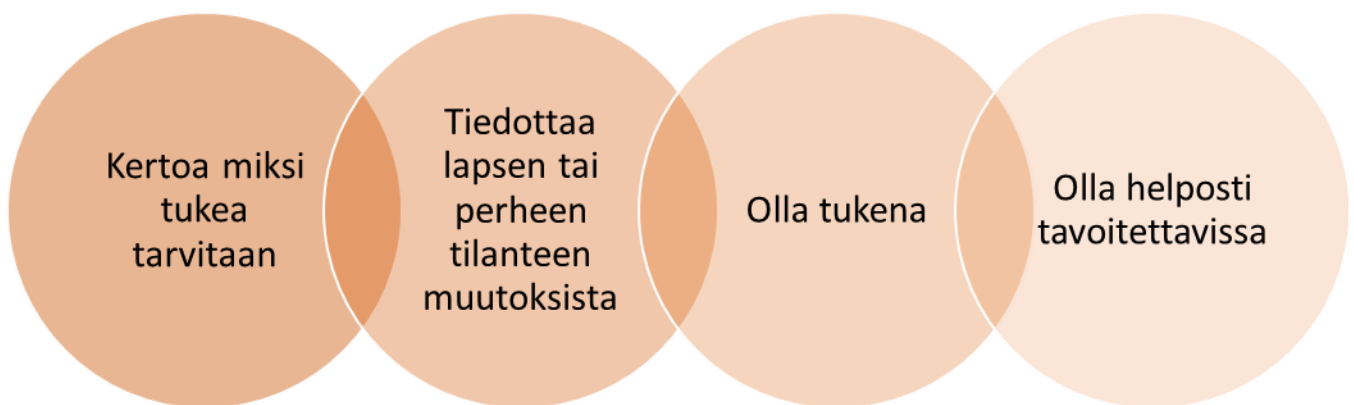 Kertoa miksi
tukea
tarvitaan
Tiedottaa
lapsen tai
perheen
tilanteen
muutoksista
Olla tukena
Olla helposti
tavoitettavissa